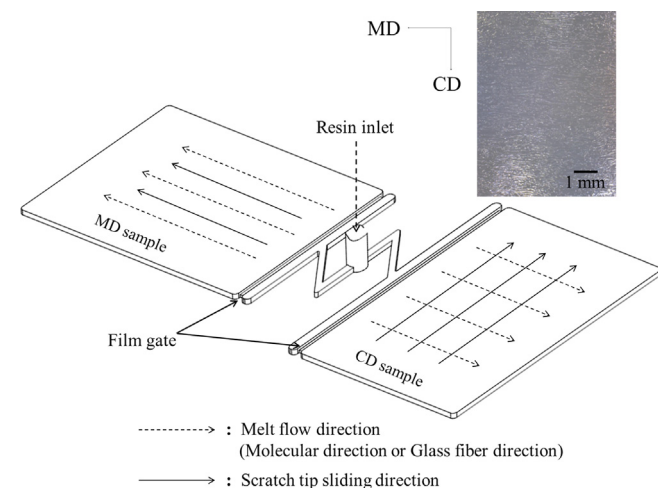 MD
CD
1 mm
Resin inlet
MD sample
Film gate
CD sample
: Melt flow direction
(Molecular direction or Glass fiber direction)
: Scratch tip sliding direction